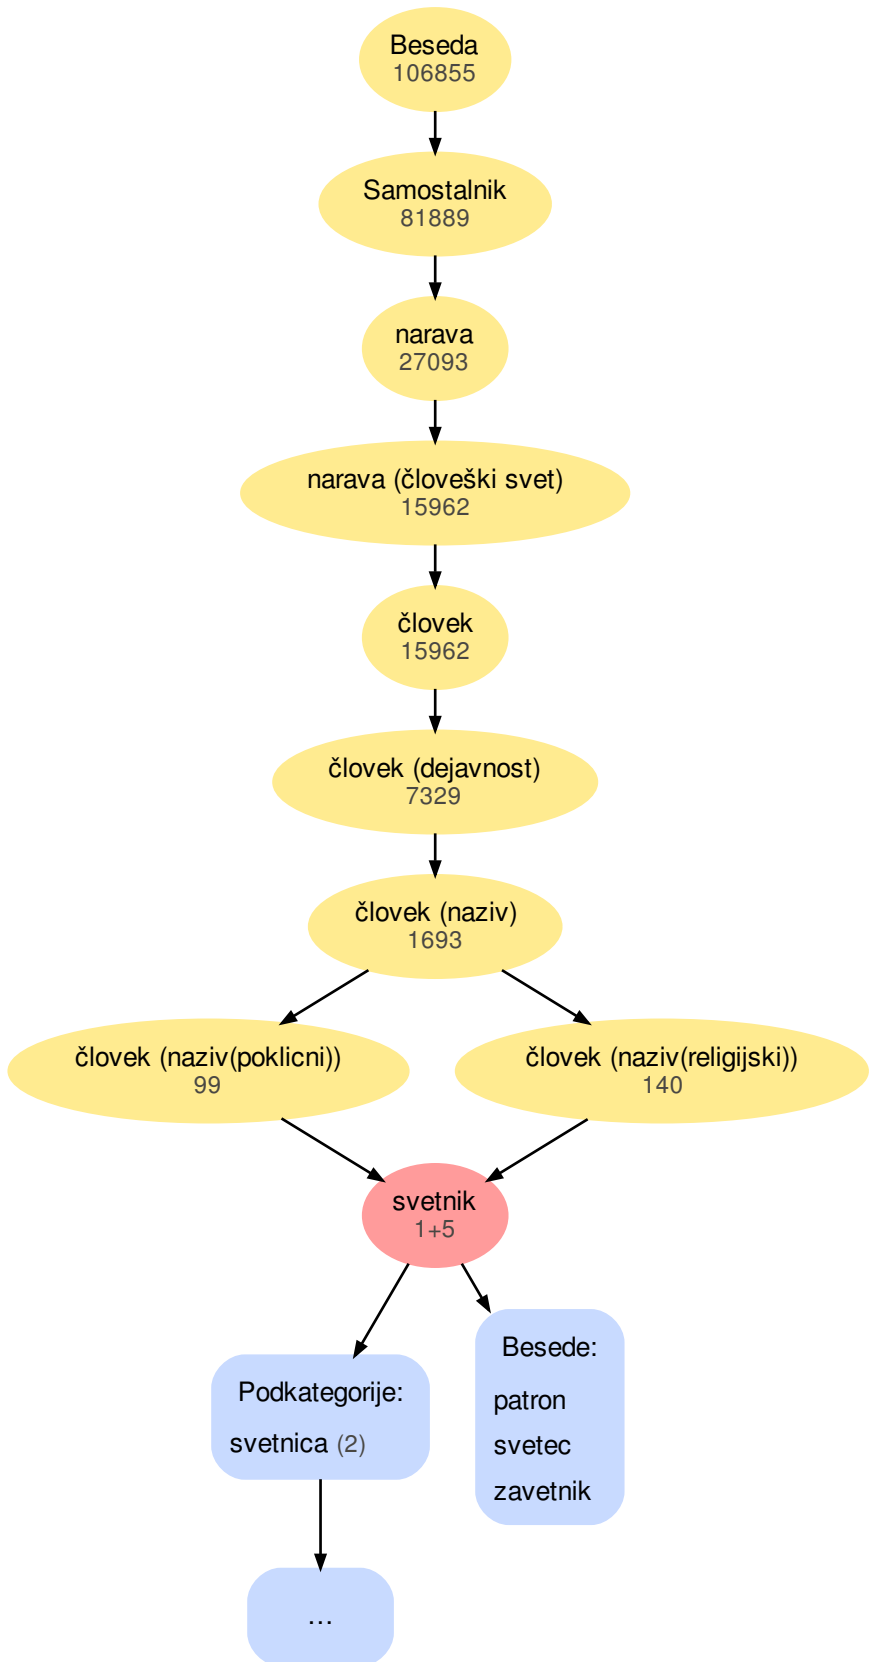 Beseda
106855
Samostalnik
81889
narava
27093
narava (človeški svet)
15962
človek
15962
človek (dejavnost)
7329
človek (naziv)
1693
človek (naziv(poklicni))
99
človek (naziv(religijski))
140
svetnik
1+5
Podkategorije:
svetnica (2)
Besede:
patron
svetec
zavetnik
...